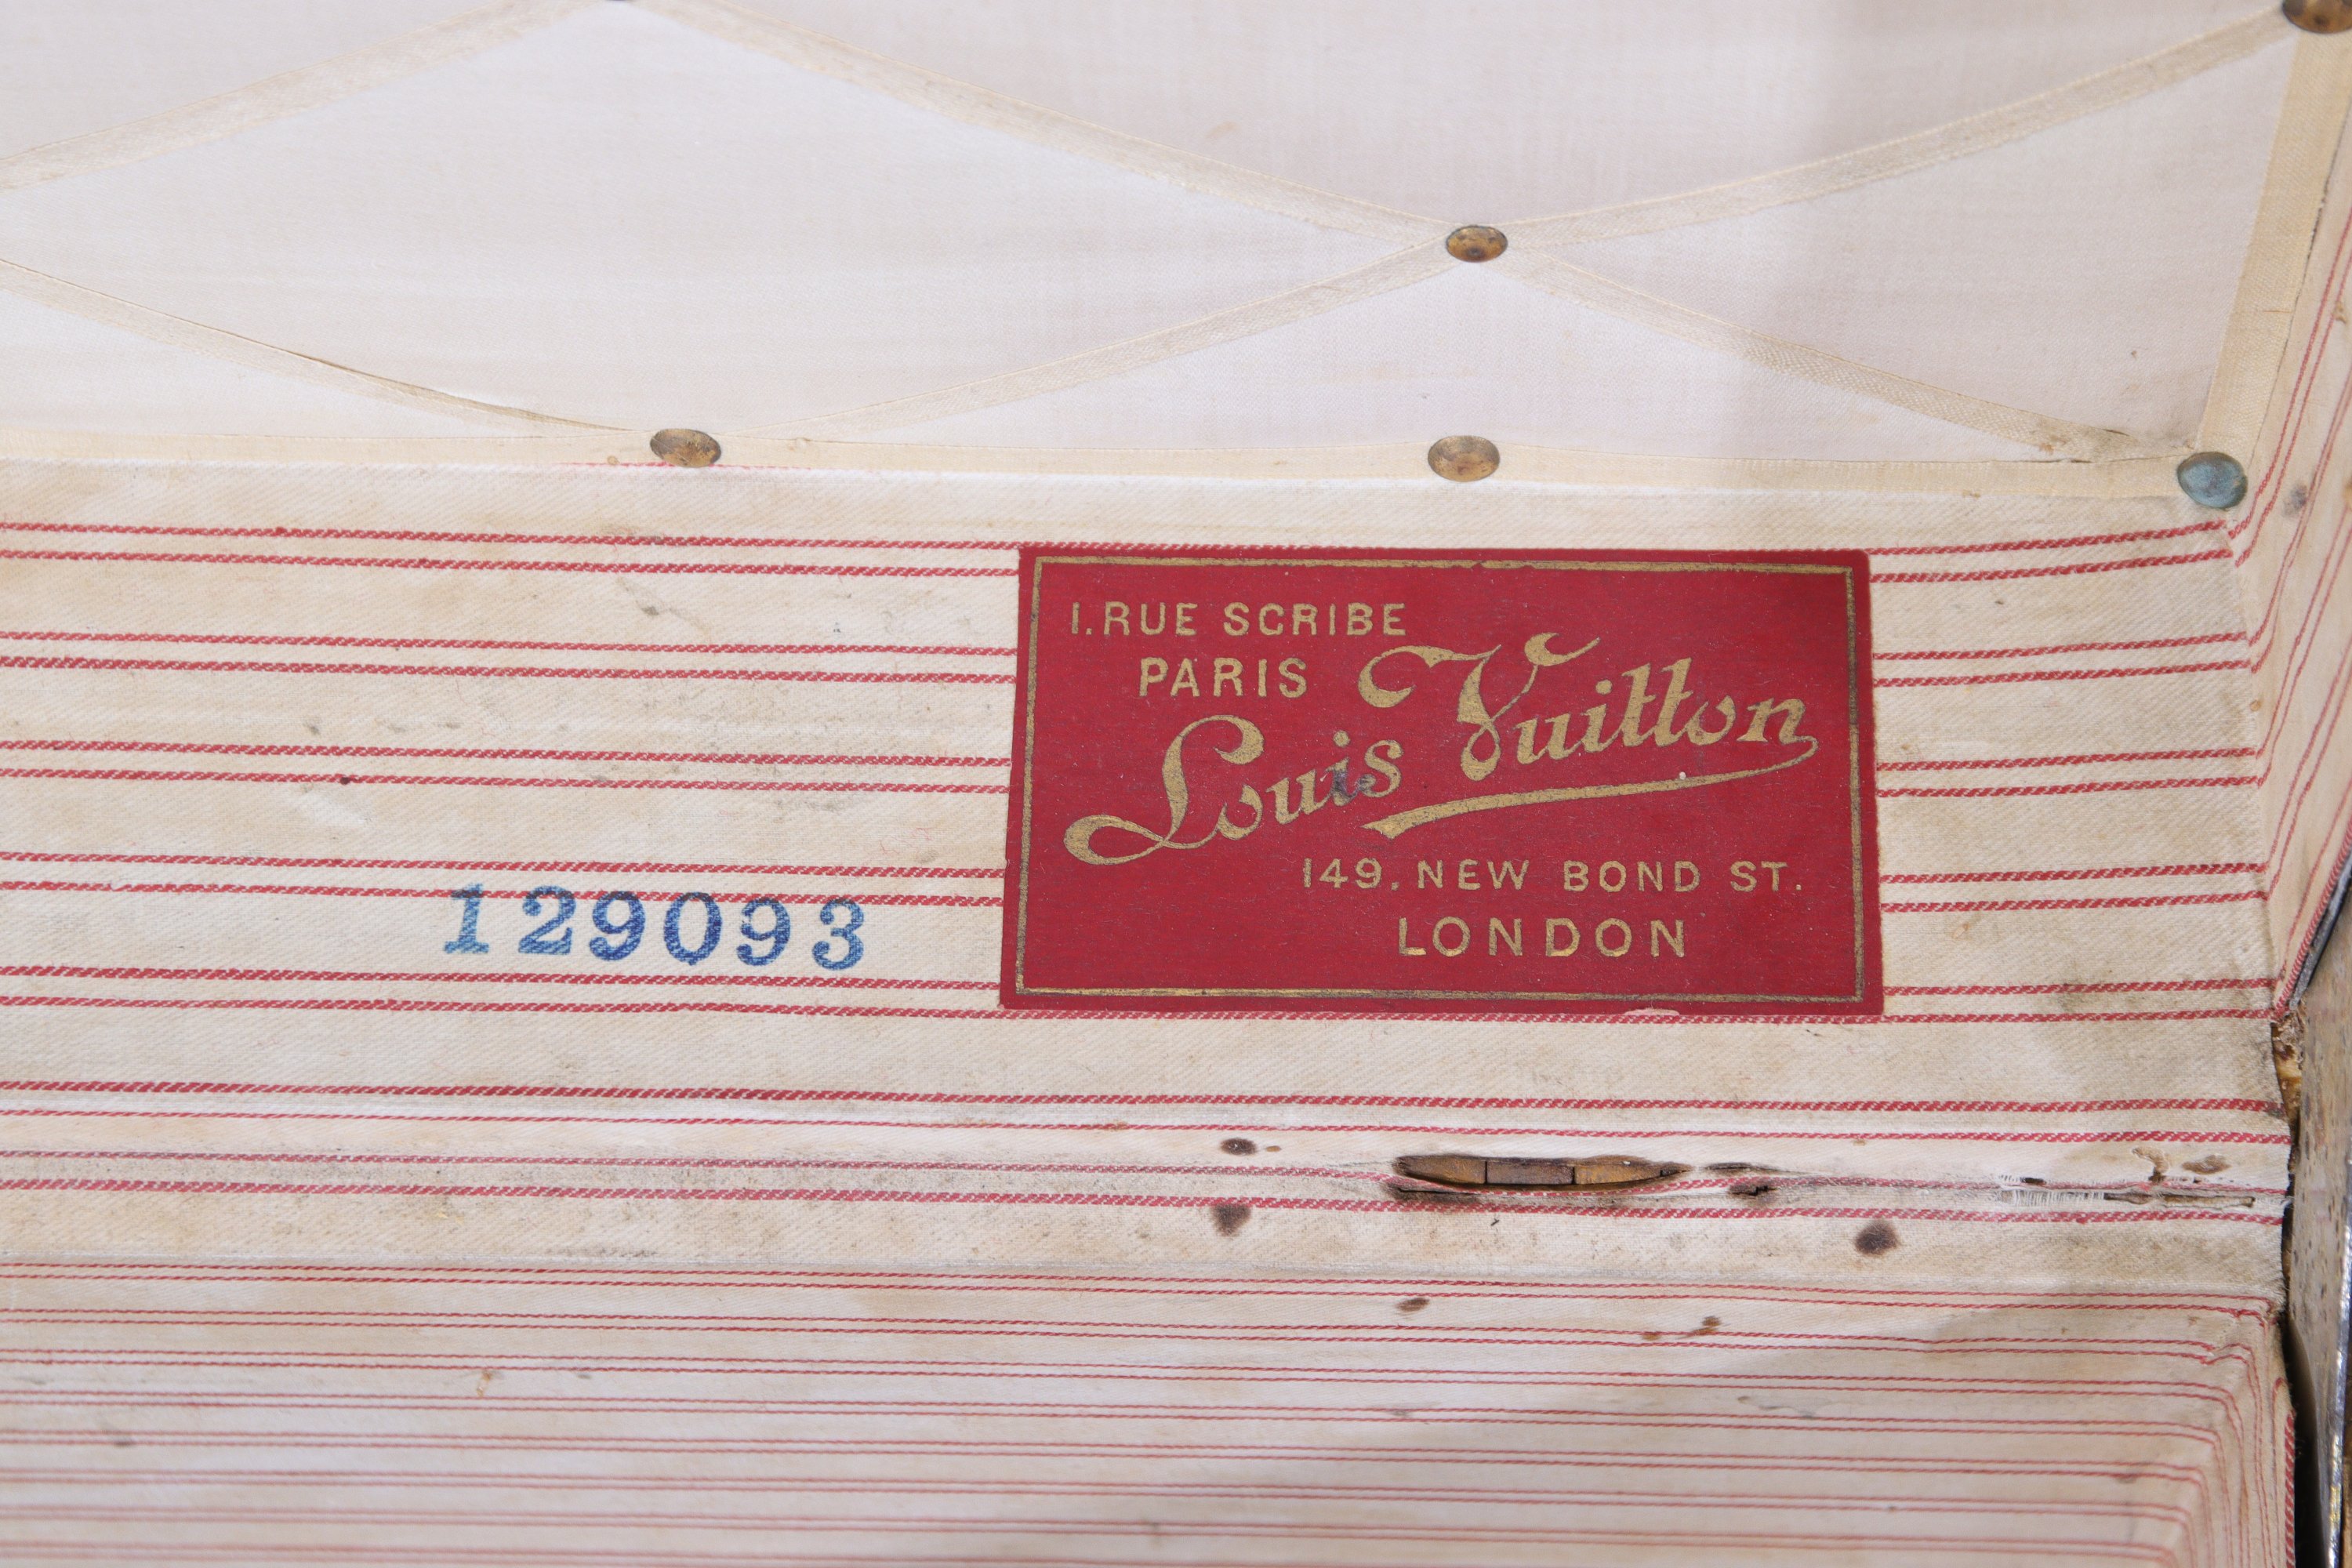 1. RUE SCRIBE
PARIS
Louis Vuitton
149. NEW BOND ST.
LONDON
129093